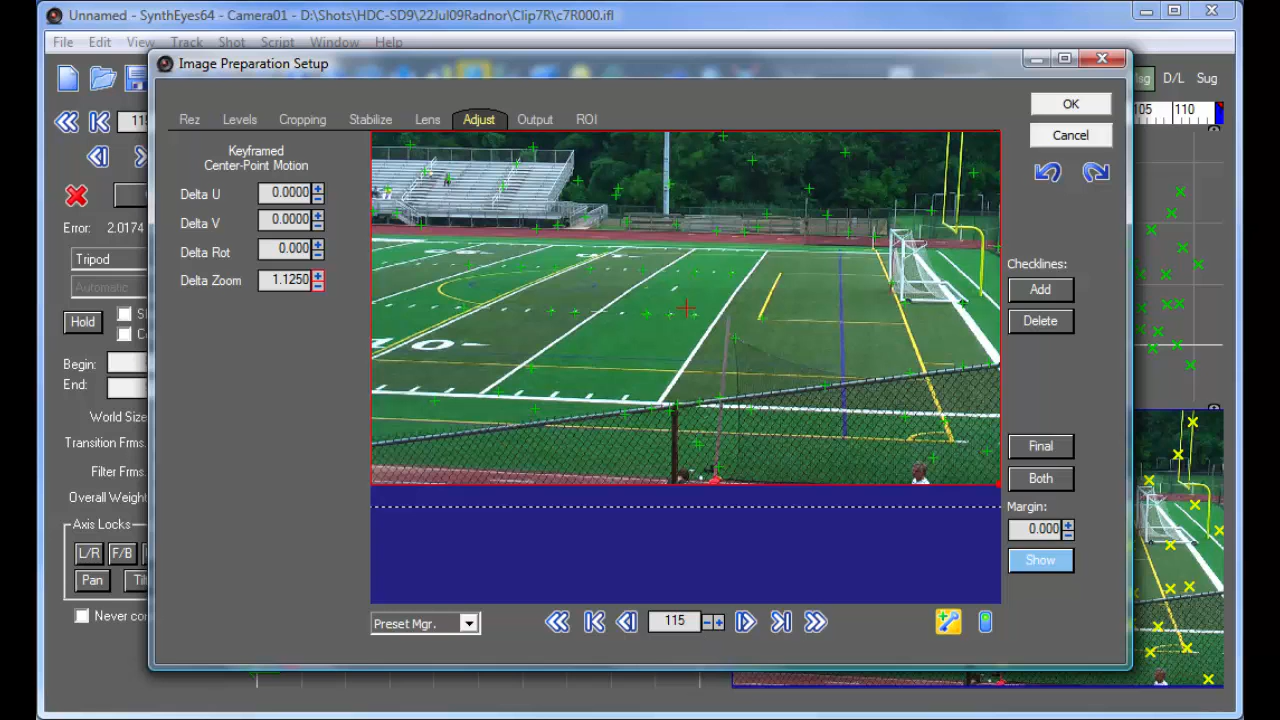 Unnamed - SynthEyes64 - Camera01 - D:\Shots\HDC-SD9\22Jul09Radnor\Clip7R\c7R000.ifl
File Edit View Track Shot Script Window Help
Image Preparation Setup
D/L Sug
105 110
Rez Levels Cropping Stabilize Lens Adjust Output ROI
OK
Cancel
Keyframed
Center-Point Motion
Delta U 0.0000
Delta V 0.0000
Delta Rot 0.000
Delta Zoom 1.1250
Error: 2.0174
Tripod
Automatic
Hold
Begin:
End:
World Size
Transition Frms.
Filter Frms.
Overall Weight
Axis Locks
L/R F/B
Pan
Never con
Checklines:
Add
Delete
Final
Both
Margin:
0.000
Show
Preset Mgr.
115